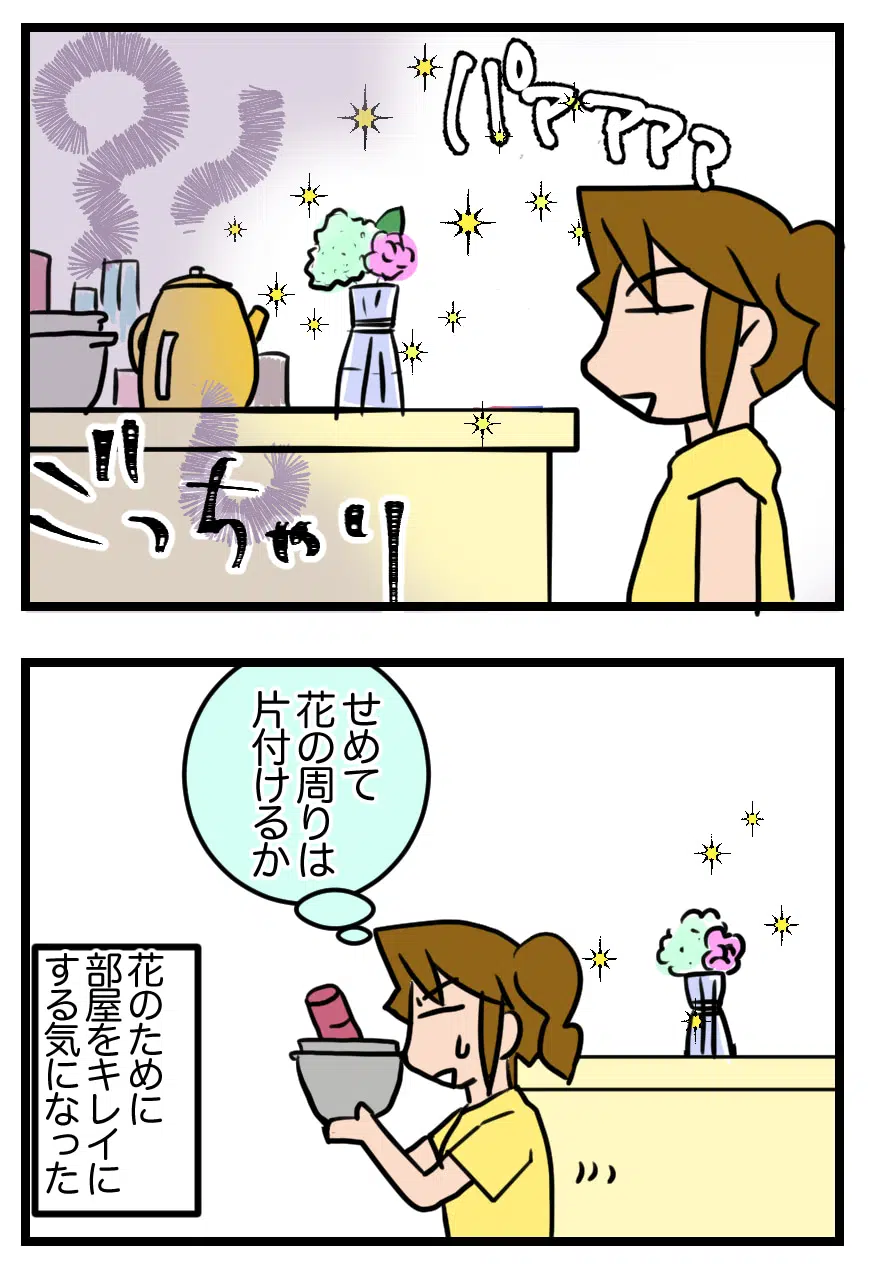 パァァァァ
ごっちゃり
せめて
花の周りは
片付けるか
花のために
部屋をキレイに
する気になった